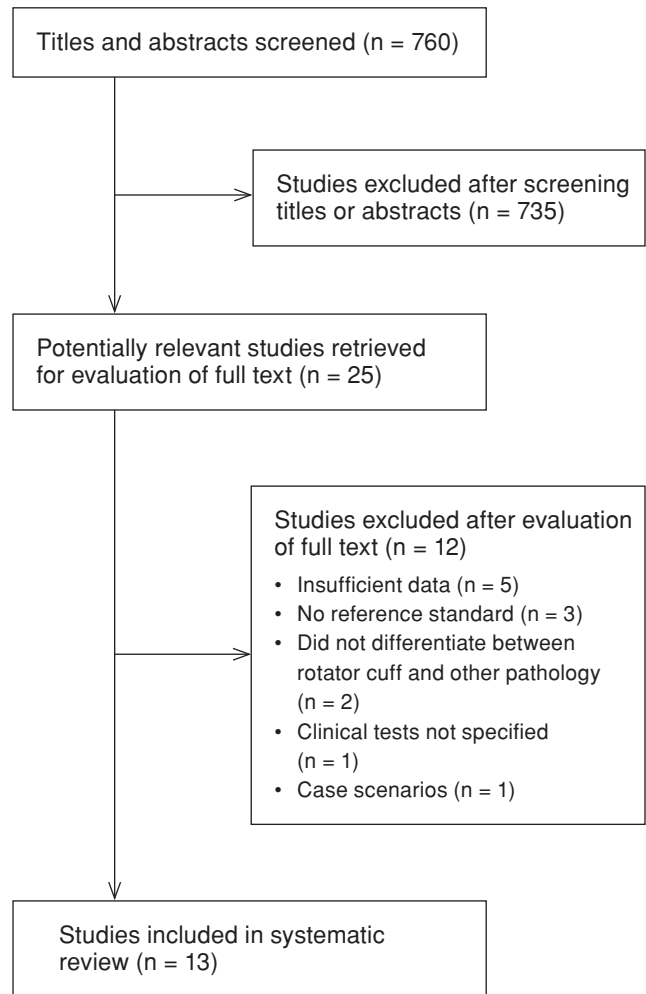 Titles and abstracts screened (n = 760)
Studies excluded after screening
titles or abstracts (n = 735)
Potentially relevant studies retrieved
for evaluation of full text (n = 25)
Studies excluded after evaluation
of full text (n = 12)
• Insufficient data (n = 5)
• No reference standard (n = 3)
• Did not differentiate between
rotator cuff and other pathology
(n = 2)
• Clinical tests not specified
(n = 1)
• Case scenarios (n = 1)
Studies included in systematic
review (n = 13)